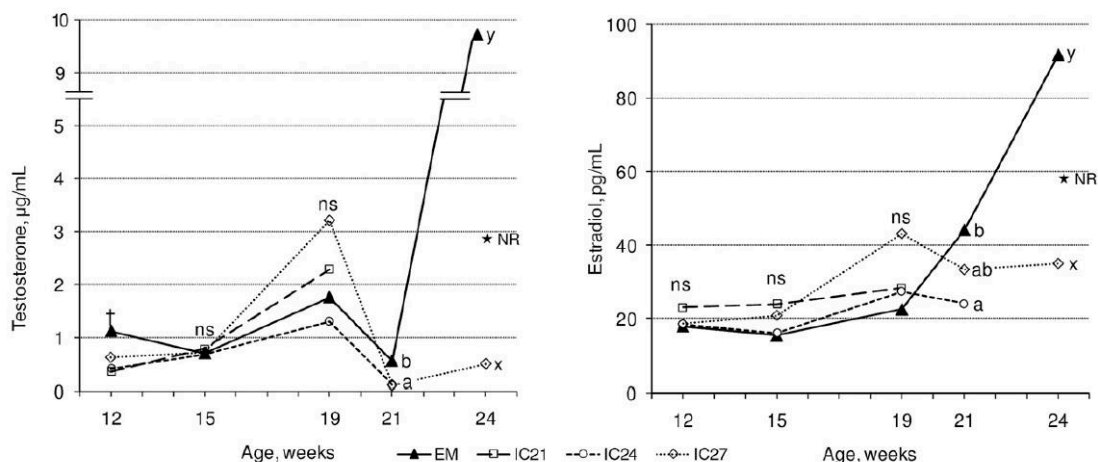 10
9
5
4
3
2
1
0
Testosterone, µg/mL
†
ns
ns
b
a
y
★ NR
x
12 15 19 21 24
Age, weeks
100
80
60
40
20
0
Estradiol, pg/mL
ns
ns
ns
b
ab
a
y
★ NR
x
12 15 19 21 24
Age, weeks
EM IC21 IC24 IC27